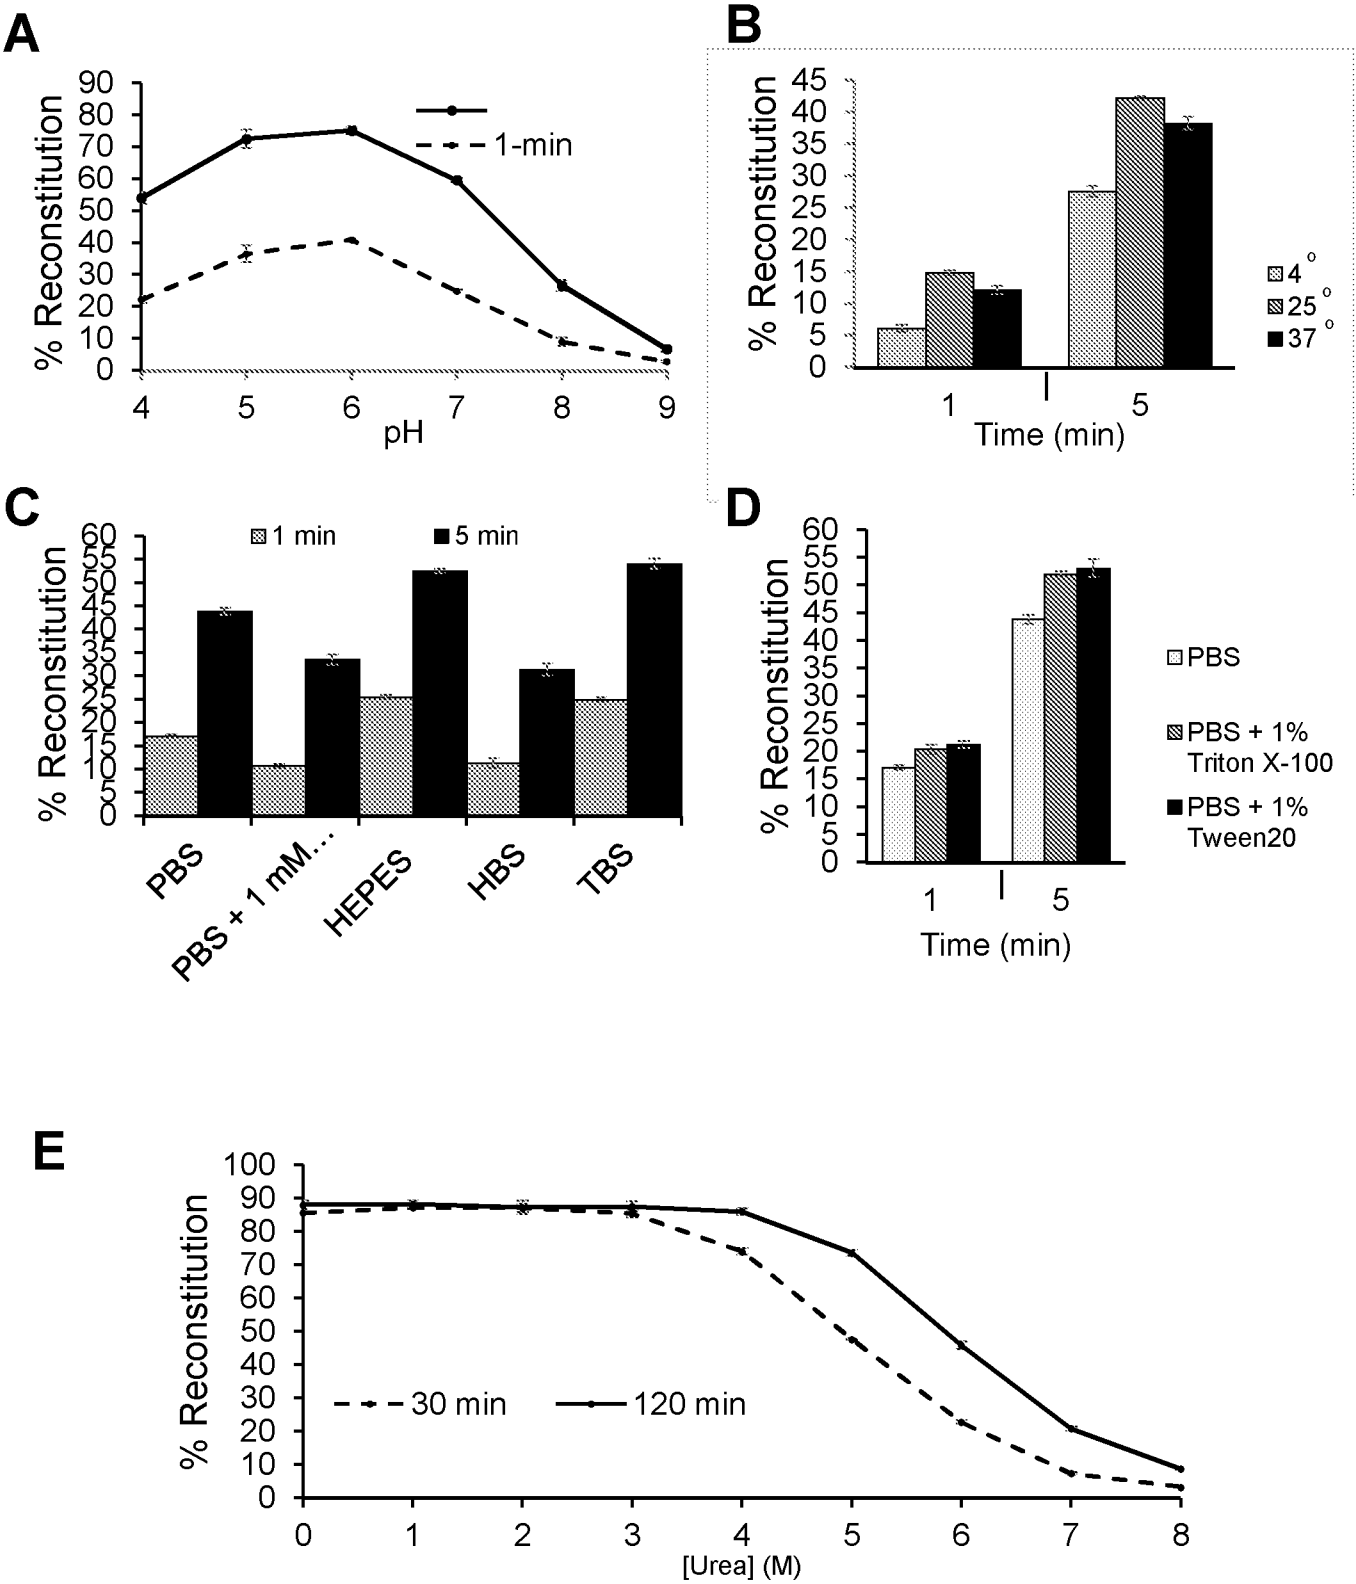 A
% Reconstitution
90
80
70
60
50
40
30
20
10
0
1-min
4 5 6 7 8 9
pH
B
% Reconstitution
45
40
35
30
25
20
15
10
5
0
1 5
Time (min)
4°
25°
37°
C
% Reconstitution
60
55
50
45
40
35
30
25
20
15
10
5
0
1 min 5 min
PBS
PBS + 1 mM...
HEPES
HBS
TBS
D
% Reconstitution
60
55
50
45
40
35
30
25
20
15
10
5
0
1 5
Time (min)
PBS
PBS + 1%
Triton X-100
PBS + 1%
Tween20
E
% Reconstitution
100
90
80
70
60
50
40
30
20
10
0
30 min 120 min
0 1 2 3 4 5 6 7 8
[Urea] (M)